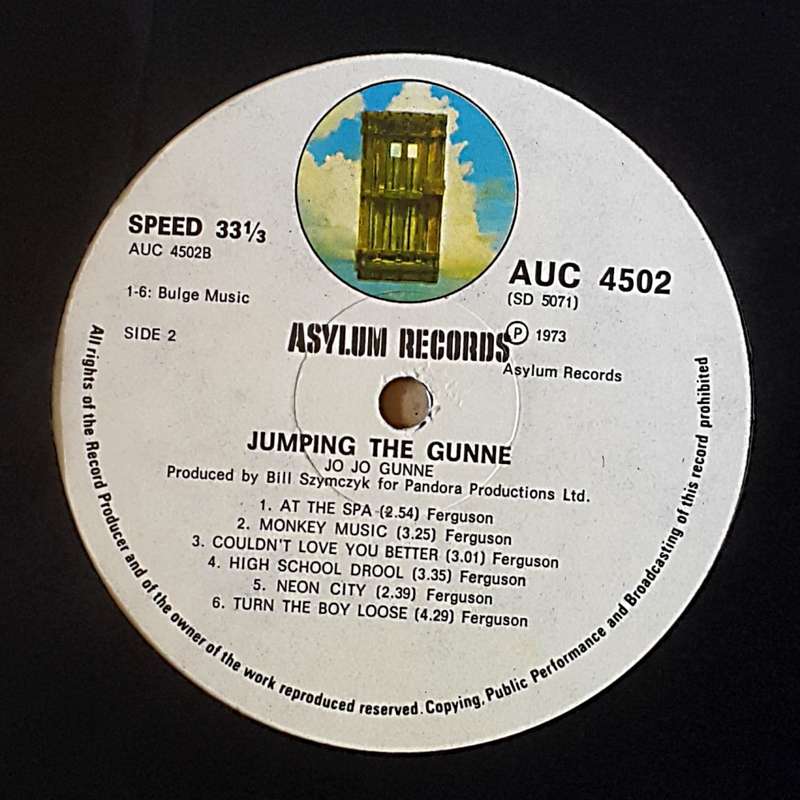 SPEED 33⅓
AUC 4502B
1-6: Bulge Music
SIDE 2
AUC 4502
(SD 5071)
Ⓟ 1973
Asylum Records
ASYLUM RECORDS
JUMPING THE GUNNE
JO JO GUNNE
Produced by Bill Szymczyk for Pandora Productions Ltd.
1. AT THE SPA (2.54) Ferguson
2. MONKEY MUSIC (3.25) Ferguson
3. COULDN'T LOVE YOU BETTER (3.01) Ferguson
4. HIGH SCHOOL DROOL (3.35) Ferguson
5. NEON CITY (2.39) Ferguson
6. TURN THE BOY LOOSE (4.29) Ferguson
All rights of the Record Producer and of the owner of the work reproduced reserved. Copying, Public Performance and Broadcasting of this record prohibited